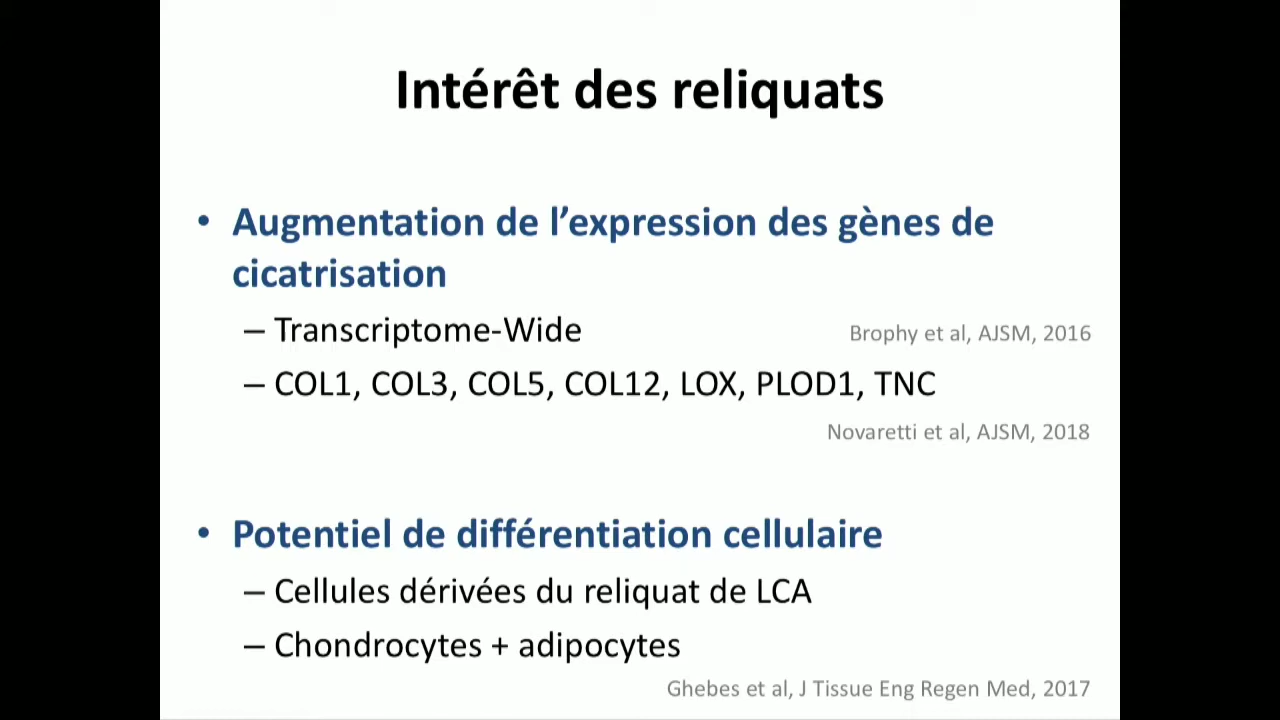 Intérêt des reliquats
• Augmentation de l’expression des gènes de
cicatrisation
– Transcriptome-Wide Brophy et al, AJSM, 2016
– COL1, COL3, COL5, COL12, LOX, PLOD1, TNC
Novaretti et al, AJSM, 2018
• Potentiel de différentiation cellulaire
– Cellules dérivées du reliquat de LCA
– Chondrocytes + adipocytes
Ghebes et al, J Tissue Eng Regen Med, 2017